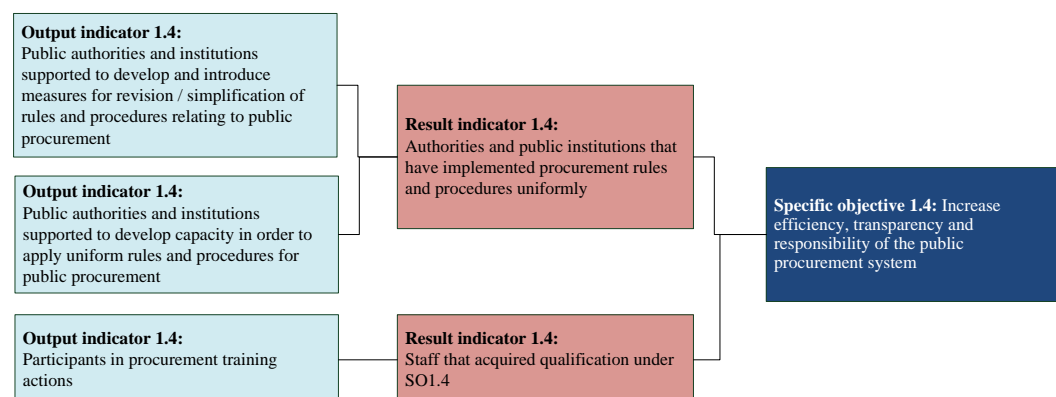 Output indicator 1.4:
Public authorities and institutions
supported to develop and introduce
measures for revision / simplification of
rules and procedures relating to public
procurement
Output indicator 1.4:
Public authorities and institutions
supported to develop capacity in order to
apply uniform rules and procedures for
public procurement
Output indicator 1.4:
Participants in procurement training
actions
Result indicator 1.4:
Authorities and public institutions that
have implemented procurement rules
and procedures uniformly
Result indicator 1.4:
Staff that acquired qualification under
SO1.4
Specific objective 1.4: Increase
efficiency, transparency and
responsibility of the public
procurement system